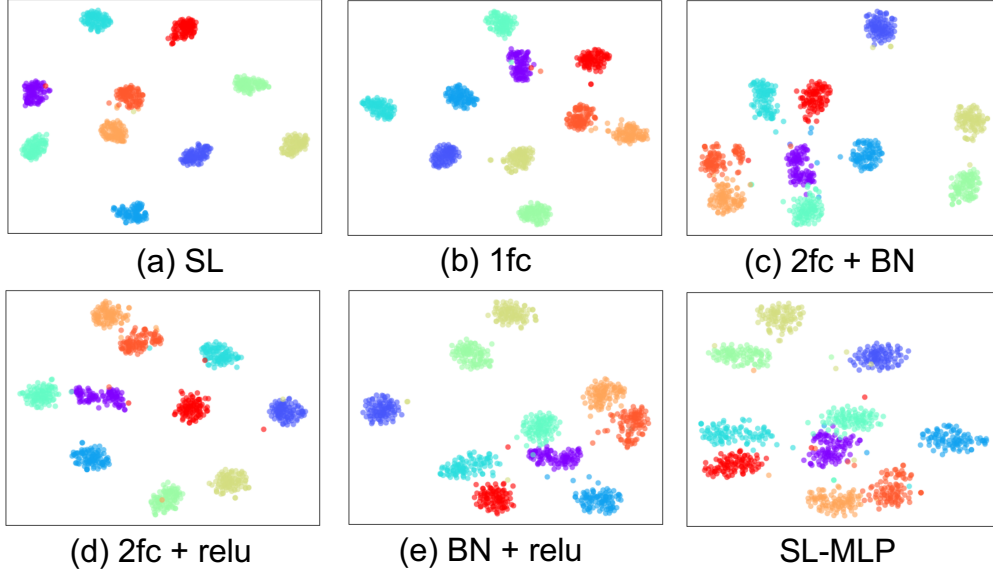 (a) SL
(b) 1fc
(c) 2fc + BN
(d) 2fc + relu
(e) BN + relu
SL-MLP